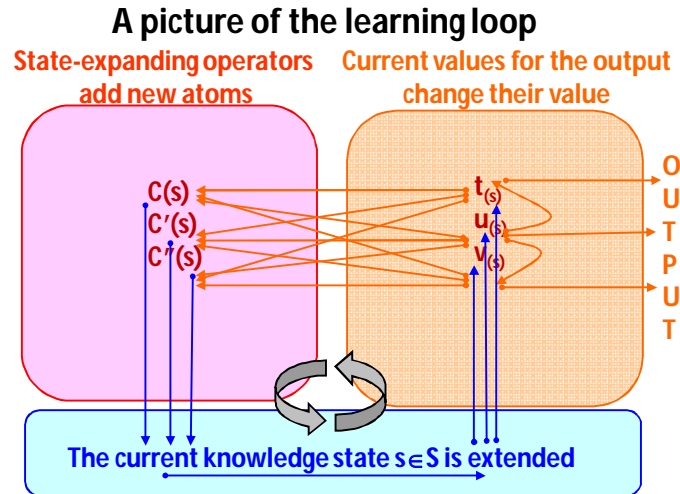 A picture of the learning loop
State-expanding operators
add new atoms
Current values for the output
change their value
C(s)
C'(s)
C''(s)
t(s)
u(s)
v(s)
O
U
T
P
U
T
The current knowledge state s∈S is extended